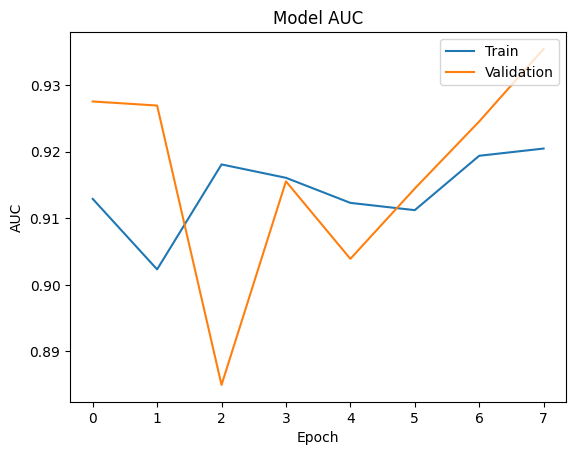 Model AUC
Train
Validation
0.93
0.92
0.91
0.90
0.89
AUC
0 1 2 3 4 5 6 7
Epoch